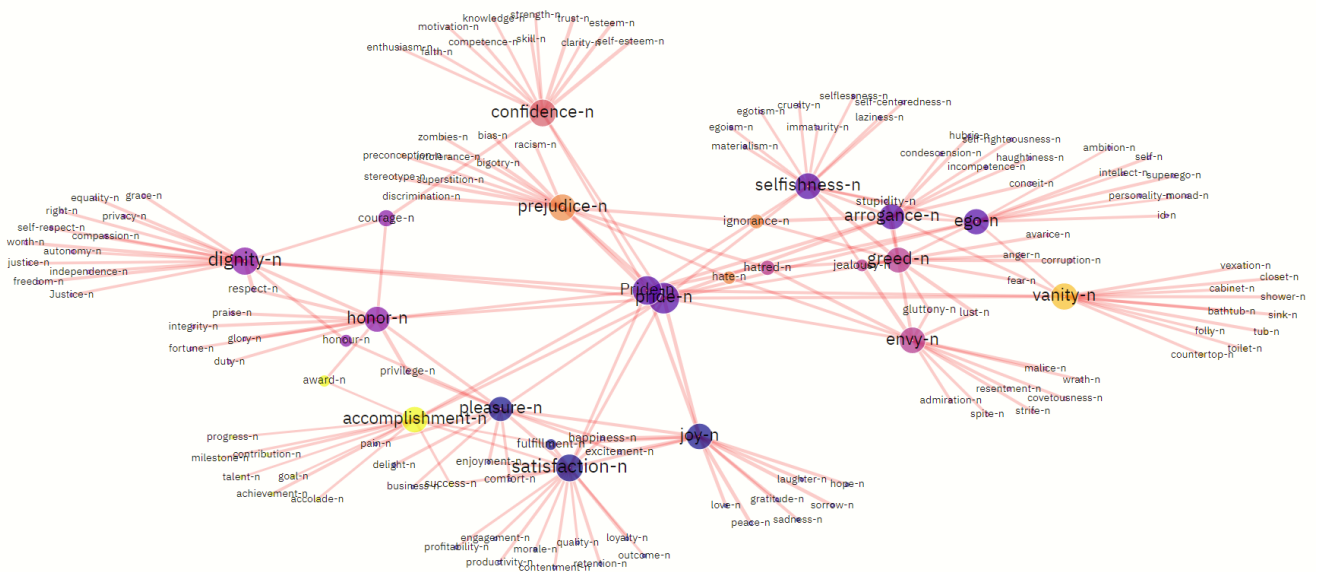 strength-n
knowledge-n
trust-n
esteem-n
motivation-n
competence-n
skill-n
clarity-n
self-esteem-n
enthusiasm-n
faith-n
confidence-n
selflessness-n
cruelty-n
self-centeredness-n
egotism-n
laziness-n
egoism-n
immaturity-n
materialism-n
selfishness-n
zombies-n
bias-n
racism-n
preconception-n
intolerance-n
bigotry-n
stereotype-n
superstition-n
discrimination-n
prejudice-n
courage-n
hubris-n
self-righteousness-n
condescension-n
haughtiness-n
incompetence-n
conceit-n
stupidity-n
arrogance-n
ego-n
ambition-n
self-n
intellect-n
superego-n
personality-n
monad-n
id-n
ignorance-n
hatred-n
hate-n
jealousy-n
greed-n
avarice-n
anger-n
corruption-n
fear-n
vanity-n
vexation-n
closet-n
cabinet-n
shower-n
bathtub-n
sink-n
folly-n
tub-n
toilet-n
countertop-n
equality-n
grace-n
right-n
privacy-n
self-respect-n
compassion-n
worth-n
autonomy-n
justice-n
independence-n
freedom-n
Justice-n
dignity-n
respect-n
Pride-n
pride-n
praise-n
integrity-n
glory-n
fortune-n
duty-n
honor-n
honour-n
award-n
privilege-n
gluttony-n
lust-n
envy-n
malice-n
wrath-n
resentment-n
covetousness-n
admiration-n
spite-n
strife-n
accomplishment-n
pleasure-n
progress-n
contribution-n
milestone-n
talent-n
goal-n
achievement-n
accolade-n
pain-n
delight-n
business-n
success-n
enjoyment-n
comfort-n
fulfillment-n
happiness-n
excitement-n
satisfaction-n
joy-n
laughter-n
hope-n
gratitude-n
sorrow-n
love-n
peace-n
sadness-n
engagement-n
profitability-n
morale-n
quality-n
loyalty-n
outcome-n
productivity-n
contentment-n
retention-n